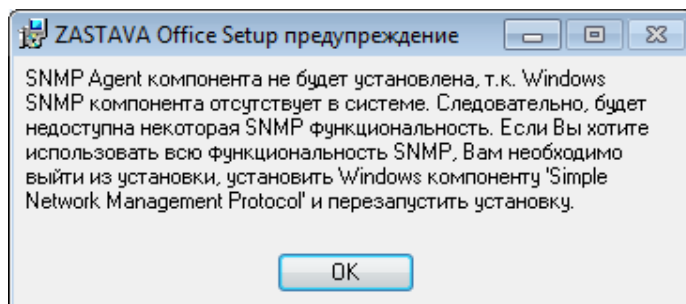 ZASTAVA Office Setup предупреждение
SNMP Agent компонента не будет установлена, т.к. Windows
SNMP компонента отсутствует в системе. Следовательно, будет
недоступна некоторая SNMP функциональность. Если Вы хотите
использовать всю функциональность SNMP, Вам необходимо
выйти из установки, установить Windows компоненту 'Simple
Network Management Protocol' и перезапустить установку.
OK